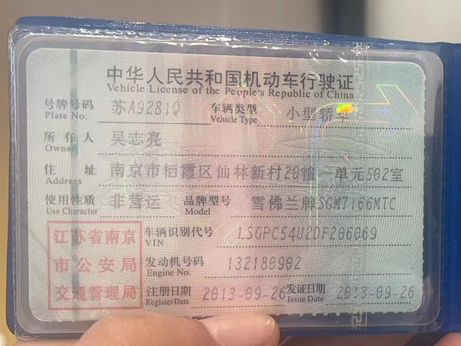 中华人民共和国机动车行驶证
Vehicle License of the People's Republic of China
号牌号码 苏A9281Q 车辆类型 小型轿车
Plate No. Vehicle Type
所有人 吴志亮
Owner
住址 南京市栖霞区仙林新村20幢一单元502室
Address
使用性质 非营运 品牌型号 雪佛兰牌SGM7166MTC
Use Character Model
江苏省南京
市公安局
交通管理局
车辆识别代号 LSGPC54U2DF206069
VIN
发动机号码 132180902
Engine No.
注册日期 2013-09-26 发证日期 2013-09-26
Register Date Issue Date